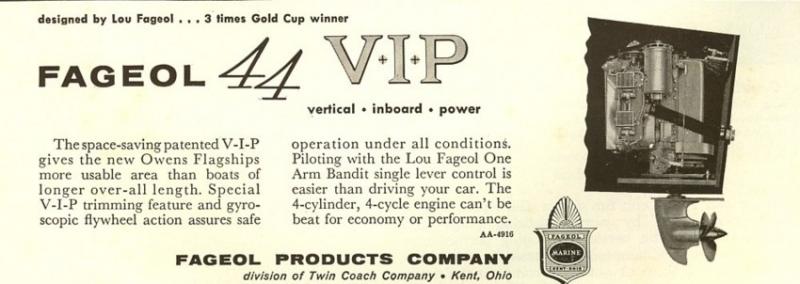 designed by Lou Fageol . . . 3 times Gold Cup winner
FAGEOL 44 V•I•P
vertical • inboard • power
The space-saving patented V-I-P
gives the new Owens Flagships
more usable area than boats of
longer over-all length. Special
V-I-P trimming feature and gyro-
scopic flywheel action assures safe
operation under all conditions.
Piloting with the Lou Fageol One
Arm Bandit single lever control is
easier than driving your car. The
4-cylinder, 4-cycle engine can't be
beat for economy or performance.
AA-4916
FAGEOL PRODUCTS COMPANY
division of Twin Coach Company • Kent, Ohio
FAGEOL
MARINE
KENT-OHIO